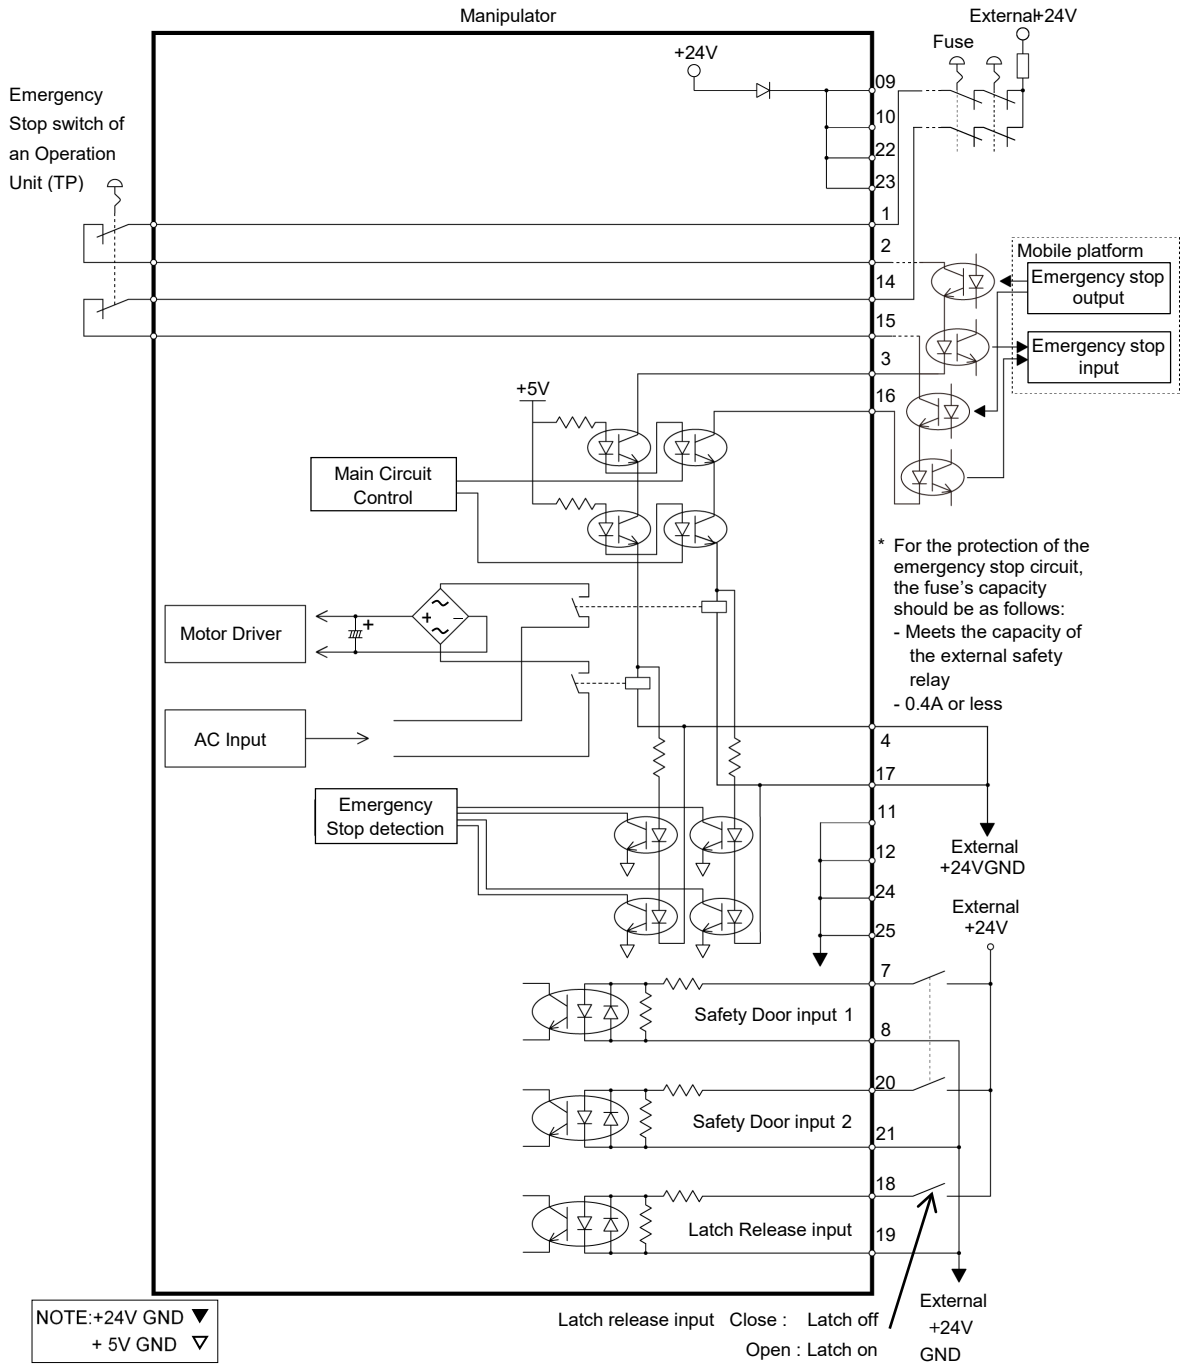 Manipulator
External+24V
Fuse
+24V
Emergency
Stop switch of
an Operation
Unit (TP)
09
10
22
23
1
2
14
15
3
16
Mobile platform
Emergency stop
output
Emergency stop
input
+5V
Main Circuit
Control
* For the protection of the
emergency stop circuit,
the fuse's capacity
should be as follows:
- Meets the capacity of
the external safety
relay
- 0.4A or less
Motor Driver
+
+
−
AC Input
4
17
Emergency
Stop detection
11
12
24
25
External
+24VGND
External
+24V
7
Safety Door input 1
8
20
Safety Door input 2
21
18
Latch Release input
19
NOTE:+24V GND ▼
+ 5V GND ▽
Latch release input Close : Latch off
Open : Latch on
External
+24V
GND